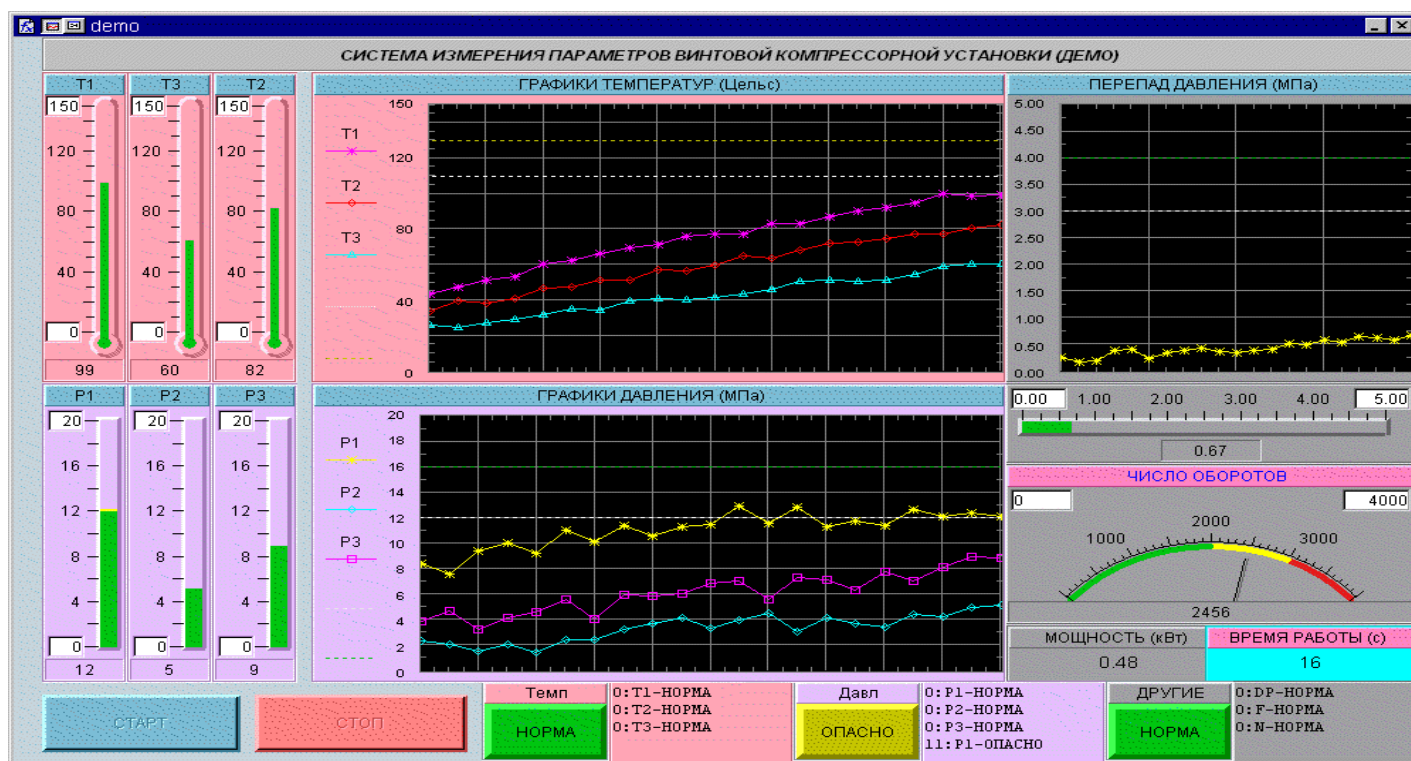 demo
СИСТЕМА ИЗМЕРЕНИЯ ПАРАМЕТРОВ ВИНТОВОЙ КОМПРЕССОРНОЙ УСТАНОВКИ (ДЕМО)
T1 T3 T2
150 150 150
120 120 120
80 80 80
40 40 40
0 0 0
99 60 82
ГРАФИКИ ТЕМПЕРАТУР (Цельс)
150
T1
120
T2
80
T3
40
0
ПЕРЕПАД ДАВЛЕНИЯ (МПа)
5.00
4.50
4.00
3.50
3.00
2.50
2.00
1.50
1.00
0.50
0.00
P1 P2 P3
20 20 20
16 16 16
12 12 12
8 8 8
4 4 4
0 0 0
12 5 9
ГРАФИКИ ДАВЛЕНИЯ (МПа)
20
18
P1
16
P2 14
12
P3 10
8
6
4
2
0
0.00 1.00 2.00 3.00 4.00 5.00
0.67
ЧИСЛО ОБОРОТОВ
0 4000
2000
1000 3000
2456
МОЩНОСТЬ (кВт) ВРЕМЯ РАБОТЫ (с)
0.48 16
СТАРТ СТОП
Темп
НОРМА
0:T1-НОРМА
0:T2-НОРМА
0:T3-НОРМА
Давл
ОПАСНО
0:P1-НОРМА
0:P2-НОРМА
0:P3-НОРМА
11:P1-ОПАСНО
ДРУГИЕ
НОРМА
0:DP-НОРМА
0:F-НОРМА
0:N-НОРМА